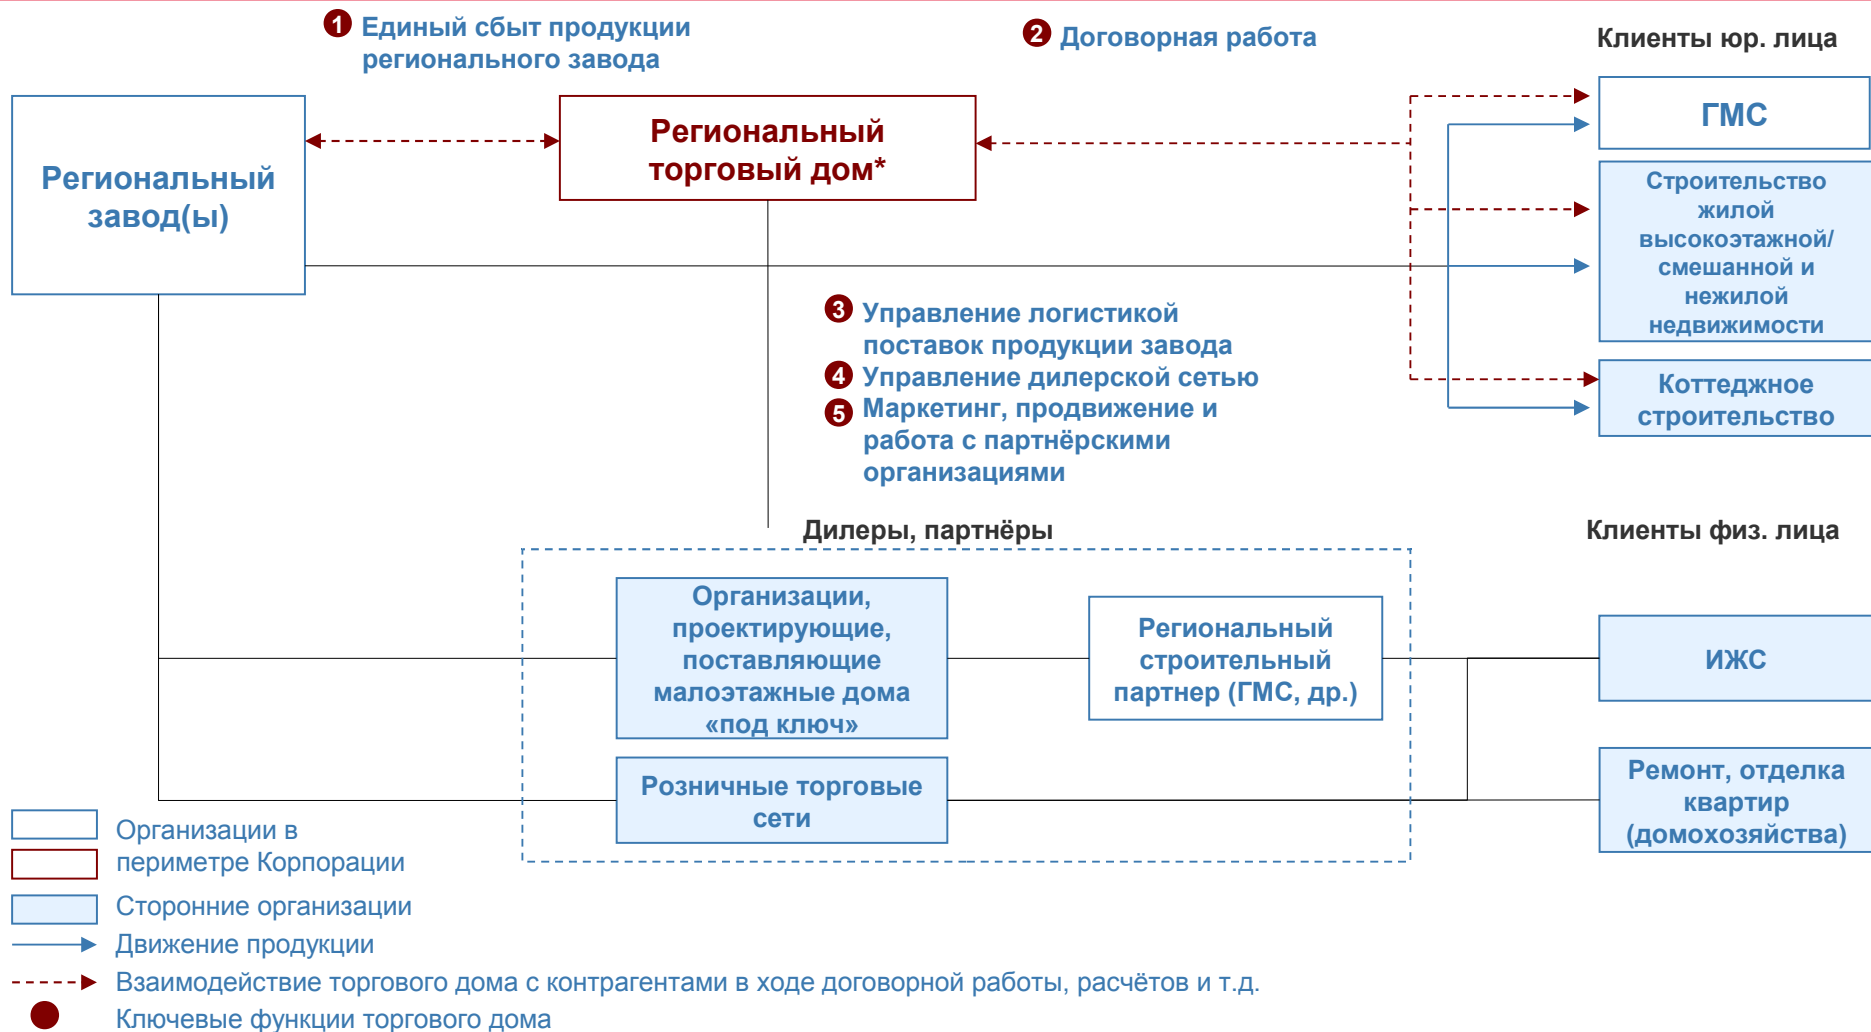 1 Единый сбыт продукции
регионального завода
2 Договорная работа
Клиенты юр. лица
Региональный
завод(ы)
Региональный
торговый дом*
ГМС
Строительство
жилой
высокоэтажной/
смешанной и
нежилой
недвижимости
Коттеджное
строительство
3 Управление логистикой
поставок продукции завода
4 Управление дилерской сетью
5 Маркетинг, продвижение и
работа с партнёрскими
организациями
Дилеры, партнёры
Клиенты физ. лица
Организации,
проектирующие,
поставляющие
малоэтажные дома
«под ключ»
Региональный
строительный
партнер (ГМС, др.)
ИЖС
Розничные торговые
сети
Ремонт, отделка
квартир
(домохозяйства)
Организации в
периметре Корпорации
Сторонние организации
Движение продукции
Взаимодействие торгового дома с контрагентами в ходе договорной работы, расчётов и т.д.
Ключевые функции торгового дома